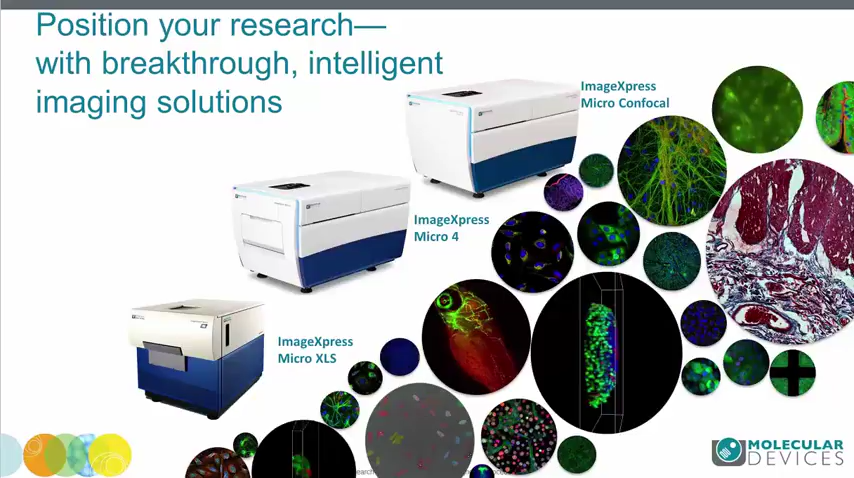 Position your research—
with breakthrough, intelligent
imaging solutions
ImageXpress
Micro Confocal
ImageXpress
Micro 4
ImageXpress
Micro XLS
MOLECULAR
DEVICES